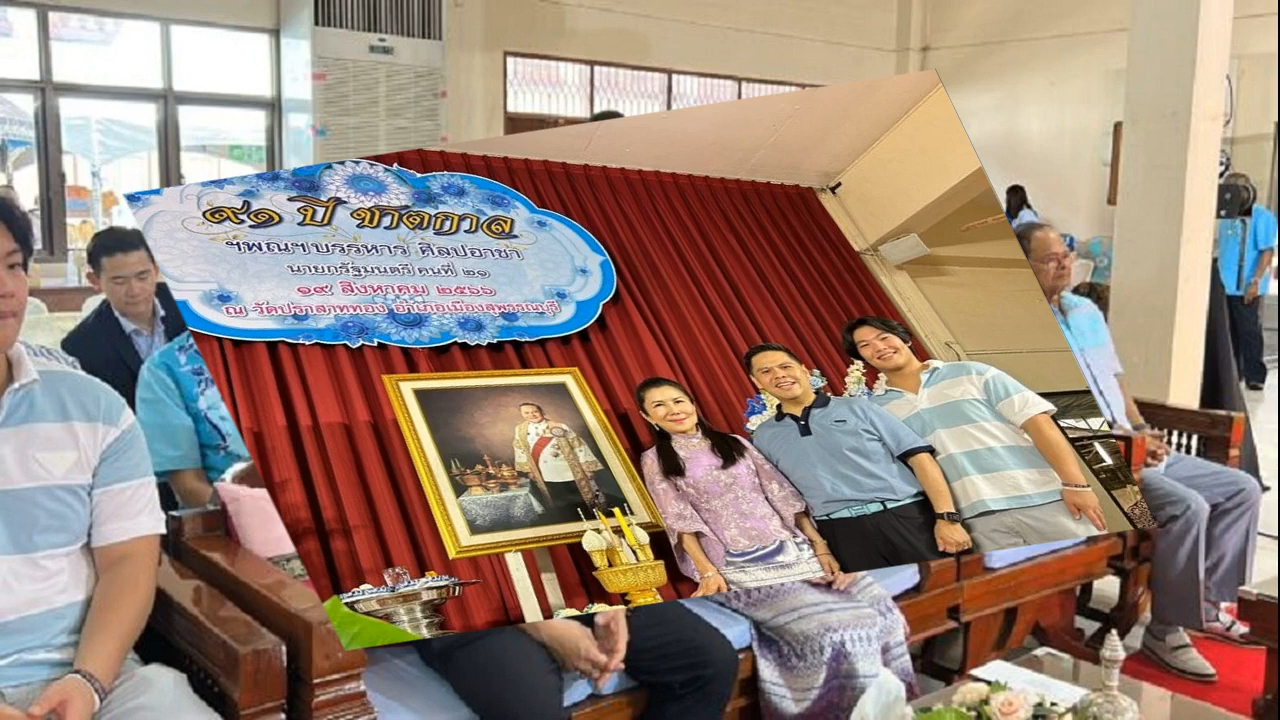 ๙๑ ปี ชาตกาล
ฯพณฯ บรรหาร ศิลปอาชา
นายกรัฐมนตรี คนที่ ๒๑
๑๙ สิงหาคม ๒๕๖๖
ณ วัดปราสาททอง อำเภอเมืองสุพรรณบุรี